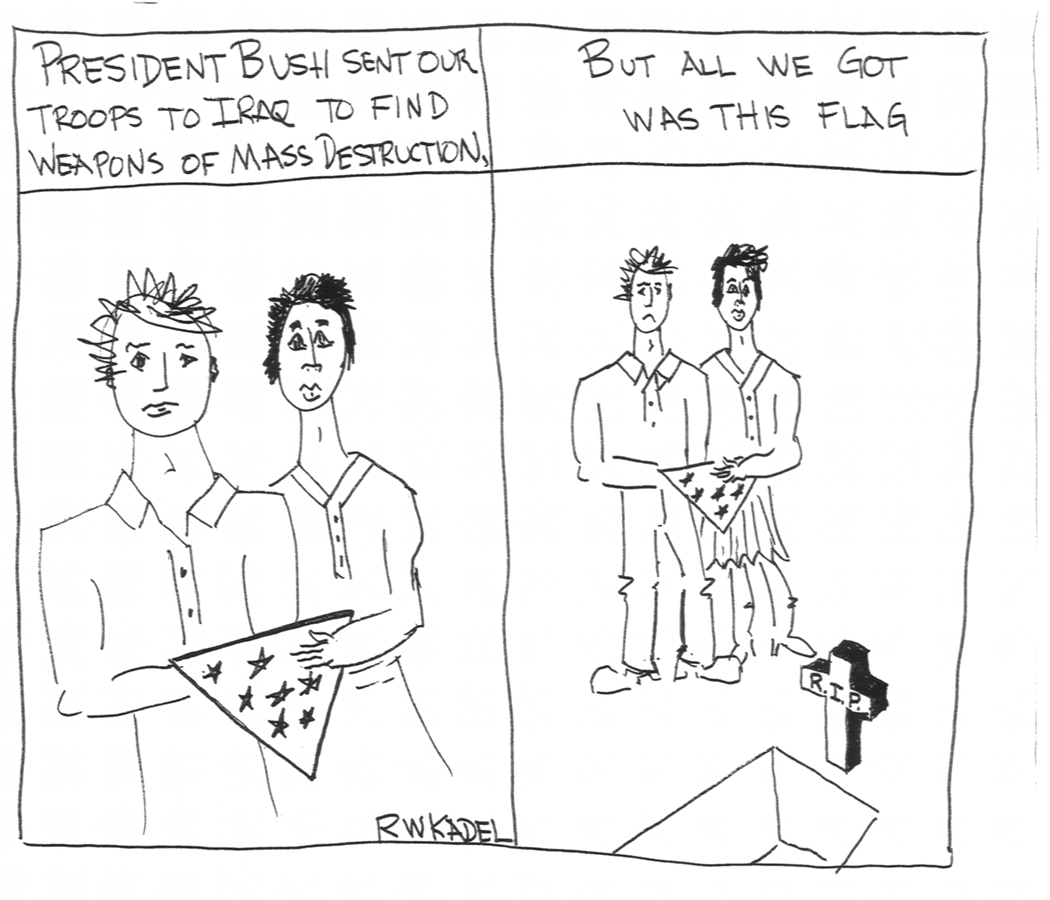 PRESIDENT BUSH SENT OUR
TROOPS TO IRAQ TO FIND
WEAPONS OF MASS DESTRUCTION,
BUT ALL WE GOT
WAS THIS FLAG
R.I.P.
RWKADEL